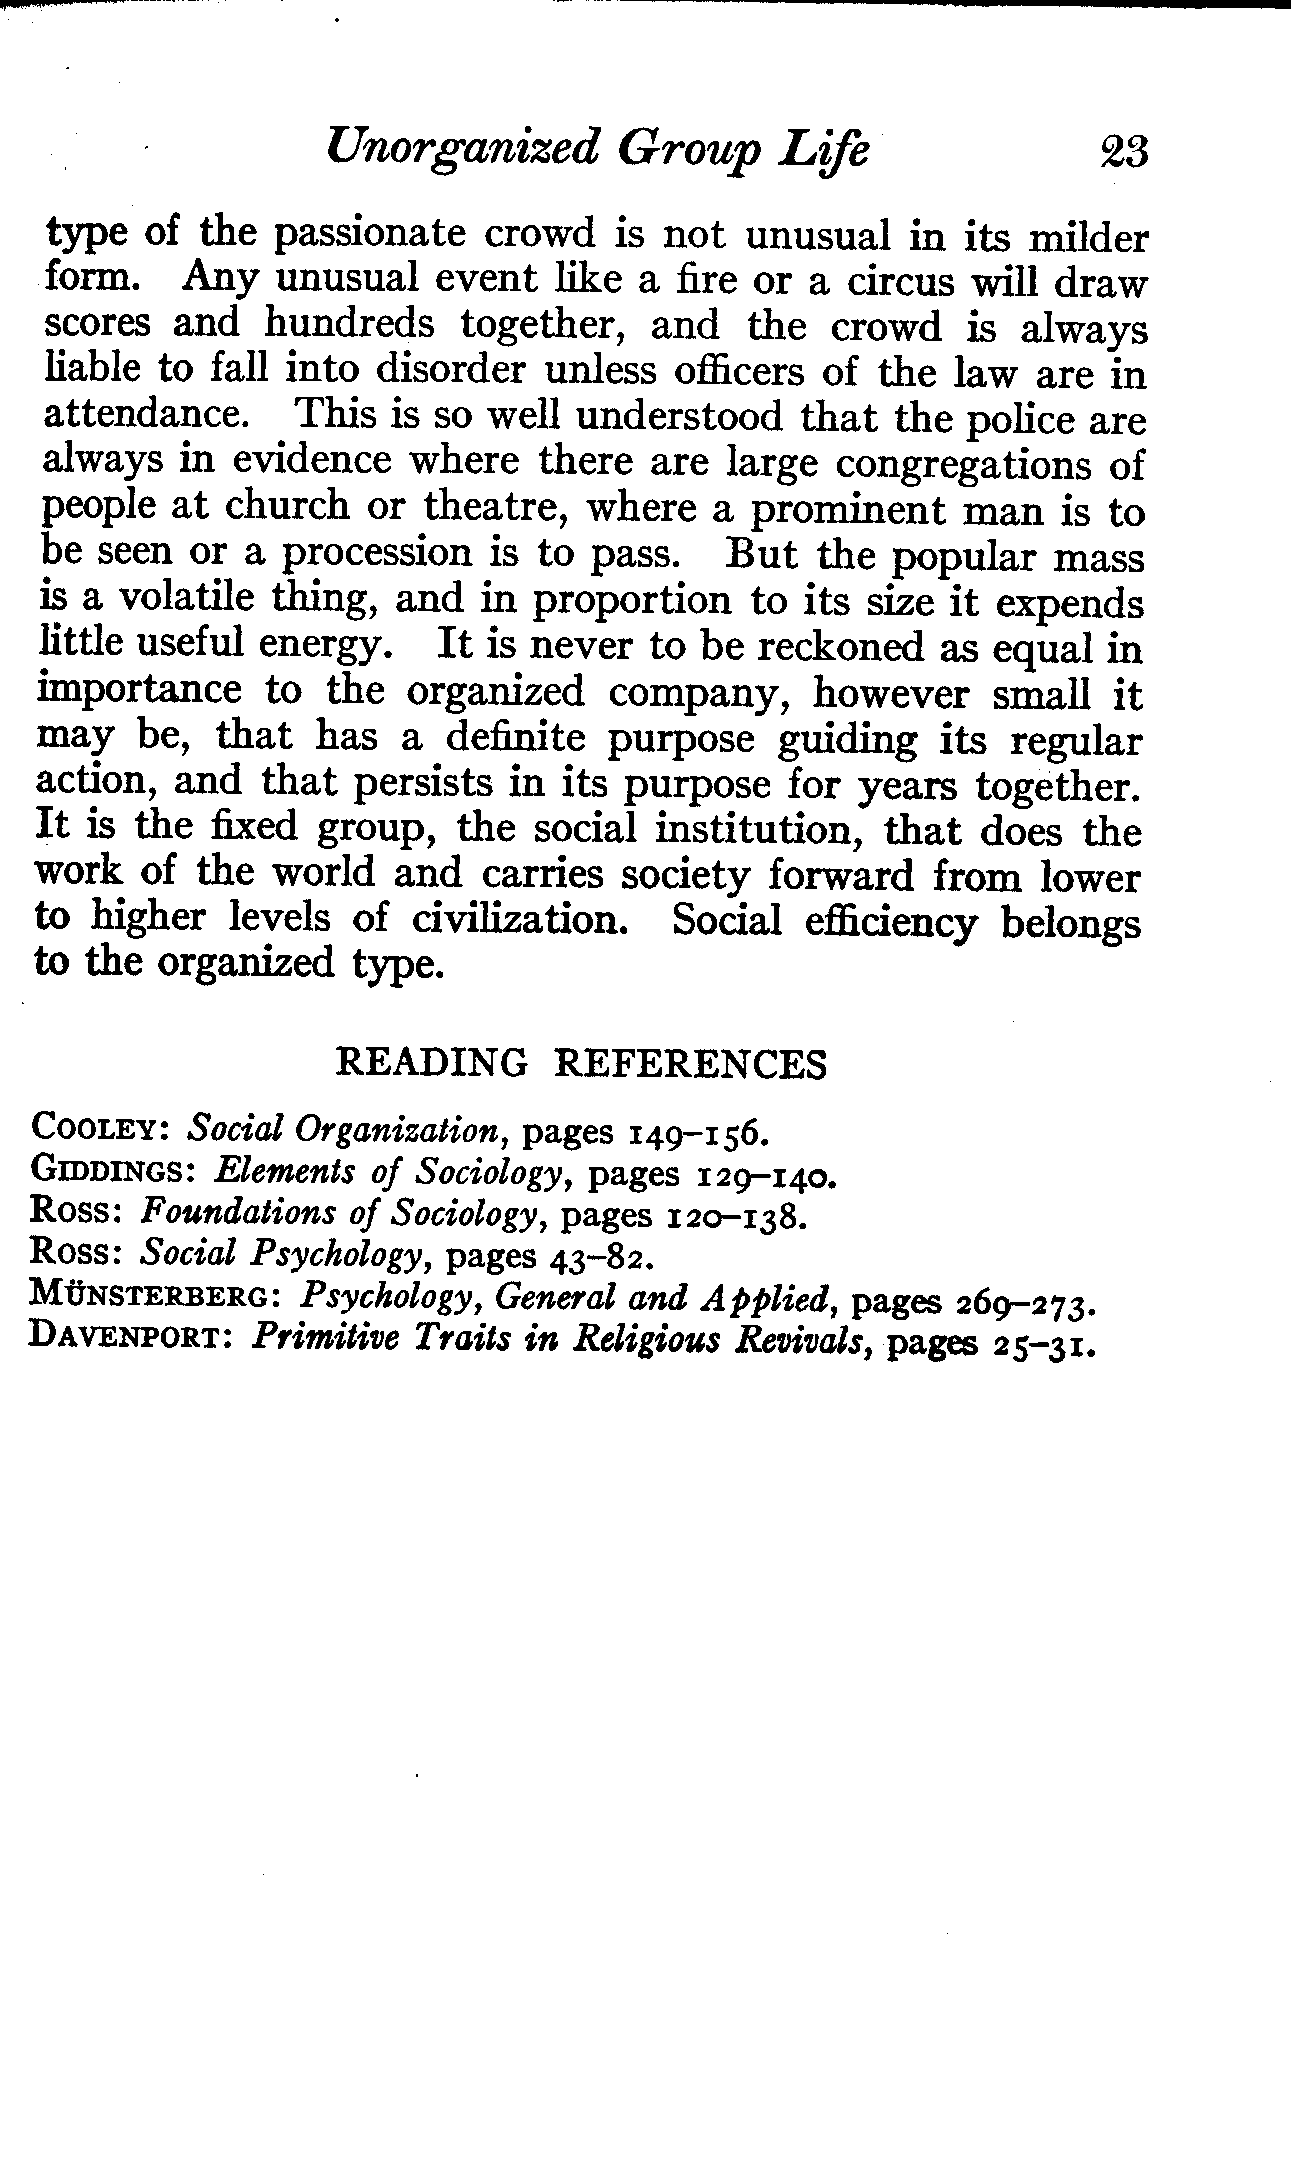 Unorganized Group Life 23
type of the passionate crowd is not unusual in its milder
form. Any unusual event like a fire or a circus will draw
scores and hundreds together, and the crowd is always
liable to fall into disorder unless officers of the law are in
attendance. This is so well understood that the police are
always in evidence where there are large congregations of
people at church or theatre, where a prominent man is to
be seen or a procession is to pass. But the popular mass
is a volatile thing, and in proportion to its size it expends
little useful energy. It is never to be reckoned as equal in
importance to the organized company, however small it
may be, that has a definite purpose guiding its regular
action, and that persists in its purpose for years together.
It is the fixed group, the social institution, that does the
work of the world and carries society forward from lower
to higher levels of civilization. Social efficiency belongs
to the organized type.
READING REFERENCES
COOLEY: Social Organization, pages 149–156.
GIDDINGS: Elements of Sociology, pages 129–140.
ROSS: Foundations of Sociology, pages 120–138.
ROSS: Social Psychology, pages 43–82.
MÜNSTERBERG: Psychology, General and Applied, pages 269–273.
DAVENPORT: Primitive Traits in Religious Revivals, pages 25–31.